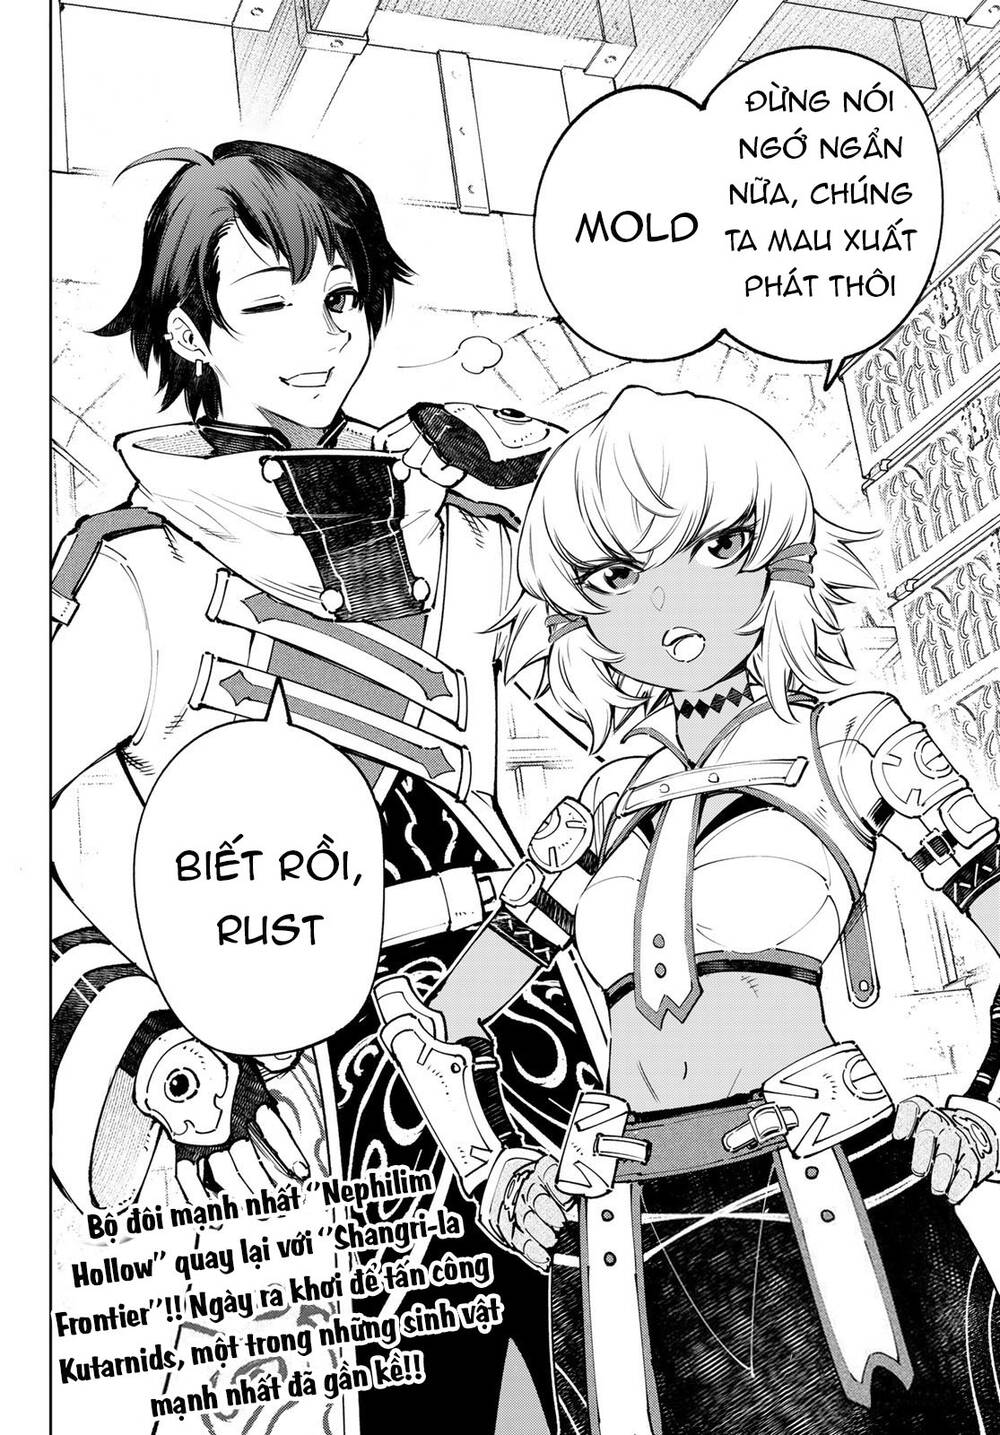 ĐỪNG NÓI
NGỚ NGẨN
NỮA, CHÚNG
TA MAU XUẤT
PHÁT THÔI
MOLD
BIẾT RỒI,
RUST
Bộ đôi mạnh nhất "Nephilim
Hollow" quay lại với "Shangri-la
Frontier"!! Ngày ra khơi để tấn công
Kutarnids, một trong những sinh vật
mạnh nhất đã gần kề!!